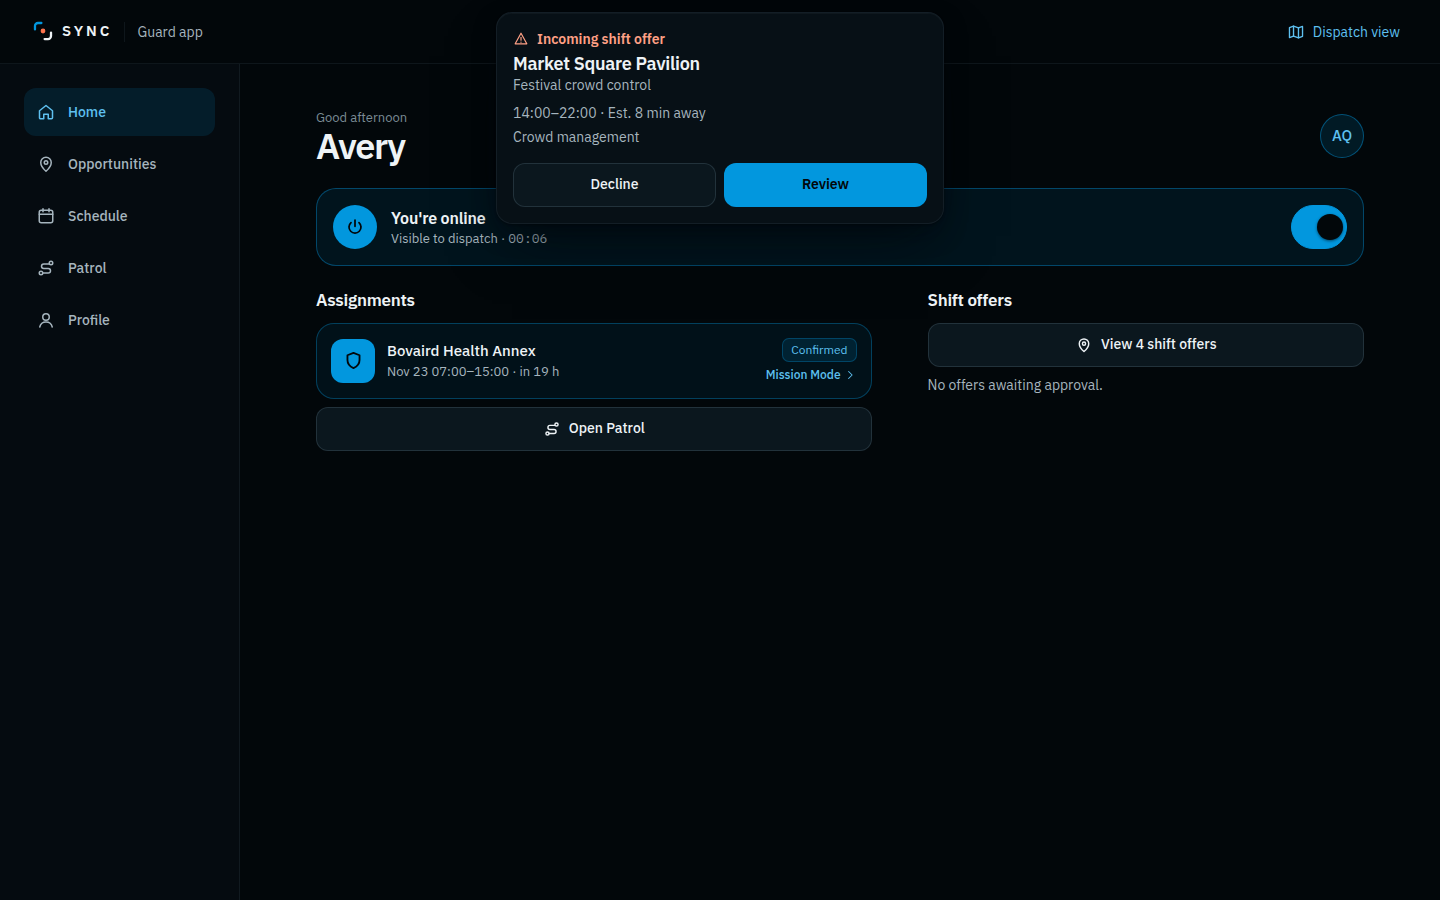 SYNC
Guard app
Dispatch view
Incoming shift offer
Market Square Pavilion
Festival crowd control
14:00–22:00 · Est. 8 min away
Crowd management
Decline
Review
Home
Opportunities
Schedule
Patrol
Profile
Good afternoon
Avery
AQ
You're online
Visible to dispatch · 00:06
Assignments
Bovaird Health Annex
Nov 23 07:00–15:00 · in 19 h
Confirmed
Mission Mode
Open Patrol
Shift offers
View 4 shift offers
No offers awaiting approval.